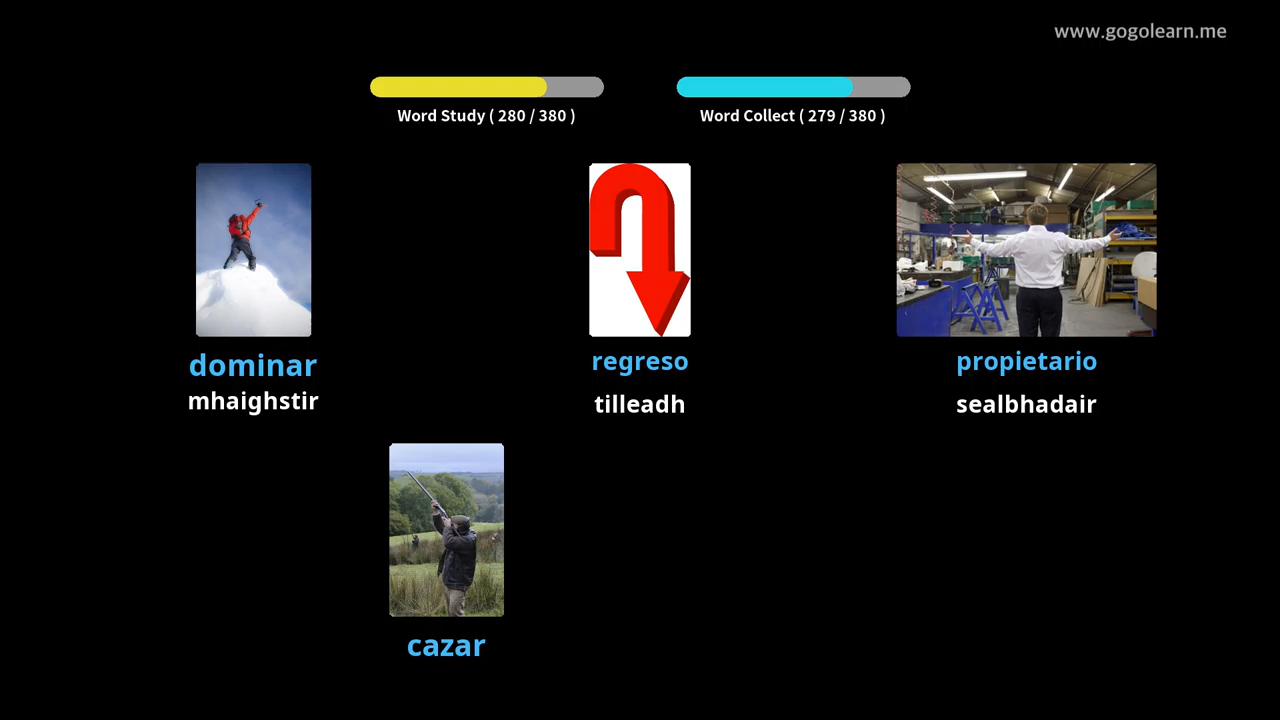 www.gogolearn.me
Word Study ( 280 / 380 )
Word Collect ( 279 / 380 )
dominar
mhaighstir
regreso
tilleadh
propietario
sealbhadair
cazar